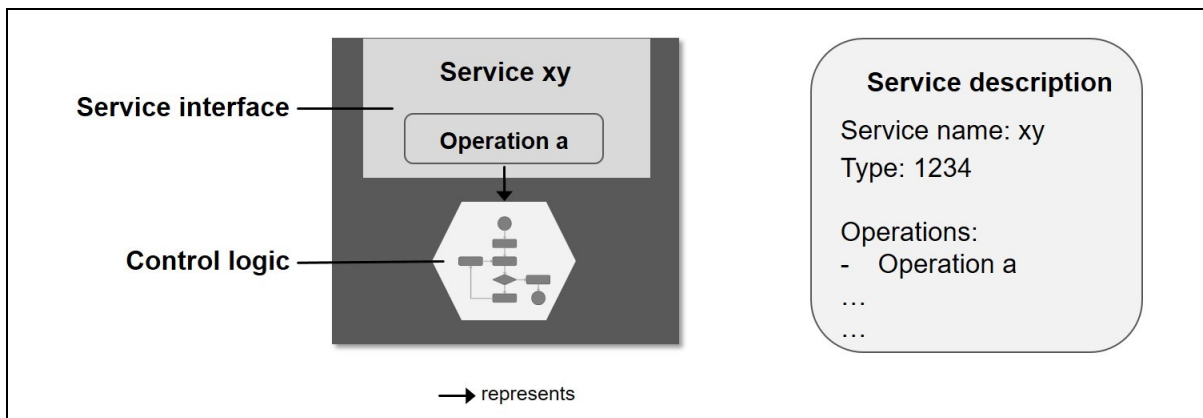 Service xy
Service interface
Operation a
Control logic
represents
Service description
Service name: xy
Type: 1234
Operations:
- Operation a
…
…